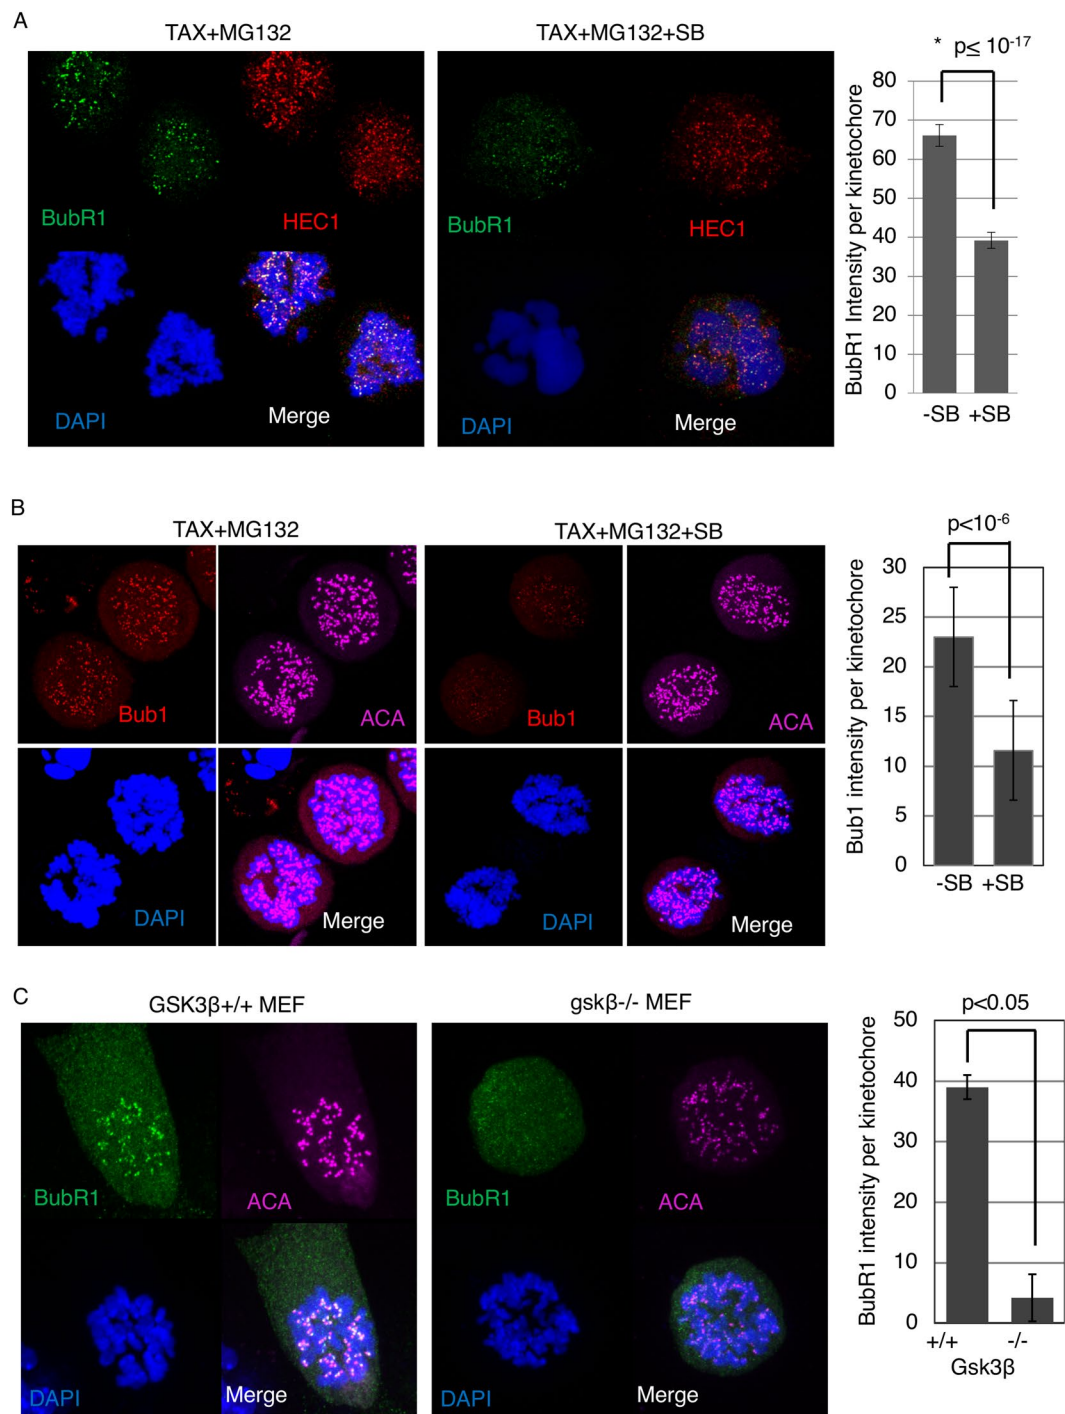 A
TAX+MG132
TAX+MG132+SB
BubR1
HEC1
DAPI
Merge
BubR1
HEC1
DAPI
Merge
* p≤ 10⁻¹⁷
BubR1 Intensity per kinetochore
80
70
60
50
40
30
20
10
0
-SB +SB
B
TAX+MG132
TAX+MG132+SB
Bub1
ACA
DAPI
Merge
Bub1
ACA
DAPI
Merge
p<10⁻⁶
Bub1 intensity per kinetochore
30
25
20
15
10
5
0
-SB +SB
C
GSK3β+/+ MEF
gskβ-/- MEF
BubR1
ACA
DAPI
Merge
BubR1
ACA
DAPI
Merge
p<0.05
BubR1 intensity per kinetochore
50
40
30
20
10
0
+/+ -/-
Gsk3β